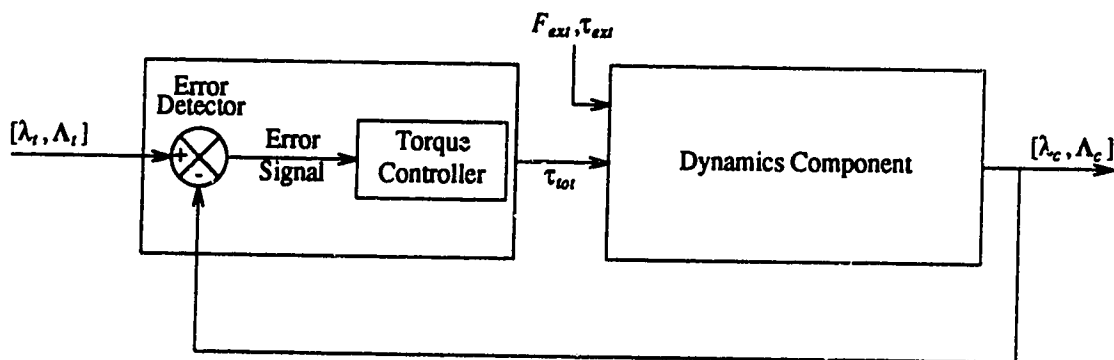 F_ext, τ_ext
Error
Detector
[λ_t, Λ_t]
+
-
Error
Signal
Torque
Controller
τ_tot
Dynamics Component
[λ_c, Λ_c]